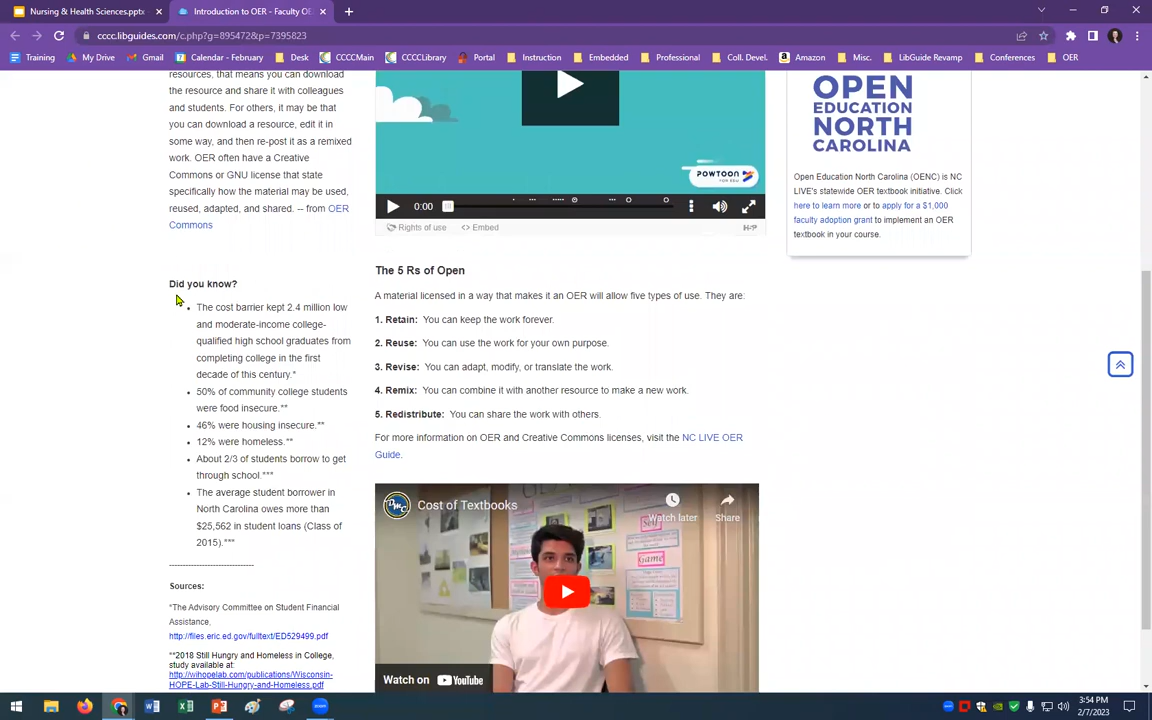 Nursing & Health Sciences.pptx
Introduction to OER - Faculty OE
cccc.libguides.com/c.php?g=895472&p=7395823
Training
My Drive
Gmail
Calendar - February
Desk
CCCCMain
CCCCLibrary
Portal
Instruction
Embedded
Professional
Coll. Devel.
Amazon
Misc.
LibGuide Revamp
Conferences
OER
resources, that means you can download
the resource and share it with colleagues
and students. For others, it may be that
you can download a resource, edit it in
some way, and then re-post it as a remixed
work. OER often have a Creative
Commons or GNU license that state
specifically how the material may be used,
reused, adapted, and shared. -- from OER
Commons
Did you know?
The cost barrier kept 2.4 million low
and moderate-income college-
qualified high school graduates from
completing college in the first
decade of this century.*
50% of community college students
were food insecure.**
46% were housing insecure.**
12% were homeless.**
About 2/3 of students borrow to get
through school.***
The average student borrower in
North Carolina owes more than
$25,562 in student loans (Class of
2015).***
------------------------------
Sources:
*The Advisory Committee on Student Financial
Assistance,
http://files.eric.ed.gov/fulltext/ED529499.pdf
**2018 Still Hungry and Homeless in College,
study available at:
http://wihopelab.com/publications/Wisconsin-
HOPE-Lab-Still-Hungry-and-Homeless.pdf
POWTOON
FOR EDU
0:00
Rights of use
<> Embed
H-P
The 5 Rs of Open
A material licensed in a way that makes it an OER will allow five types of use. They are:
1. Retain: You can keep the work forever.
2. Reuse: You can use the work for your own purpose.
3. Revise: You can adapt, modify, or translate the work.
4. Remix: You can combine it with another resource to make a new work.
5. Redistribute: You can share the work with others.
For more information on OER and Creative Commons licenses, visit the NC LIVE OER
Guide.
DMC
Cost of Textbooks
Watch later
Share
Self
Game
Watch on YouTube
OPEN
EDUCATION
NORTH
CAROLINA
Open Education North Carolina (OENC) is NC
LIVE's statewide OER textbook initiative. Click
here to learn more or to apply for a $1,000
faculty adoption grant to implement an OER
textbook in your course.
3:54 PM
2/7/2023